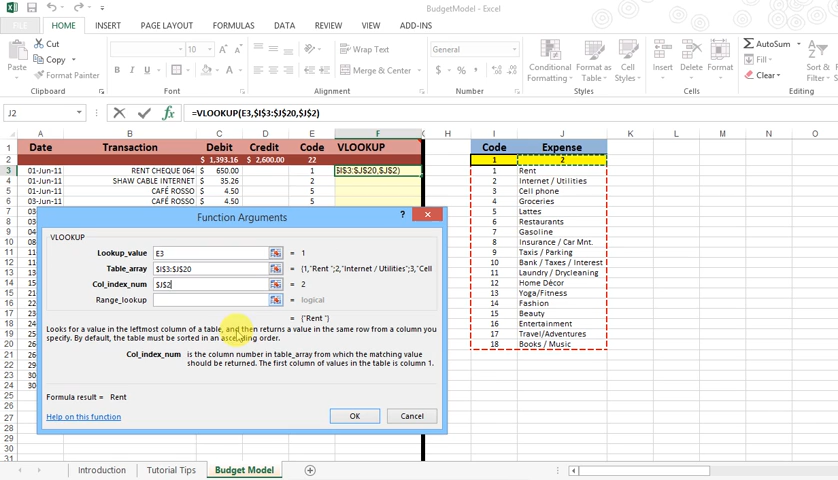 BudgetModel - Excel
FILE HOME INSERT PAGE LAYOUT FORMULAS DATA REVIEW VIEW ADD-INS
Cut
Copy
Format Painter
Paste
Clipboard
10
B I U
Font
Wrap Text
Merge & Center
Alignment
General
$ % ,
Number
Conditional Formatting
Format as Table
Cell Styles
Styles
Insert Delete Format
Cells
AutoSum
Fill
Clear
Sort &
J2 =VLOOKUP(E3,$I$3:$J$20,$J$2)
A B C D E F H I J K L M N O
1 Date Transaction Debit Credit Code VLOOKUP Code Expense
2 $ 1,393.16 $ 2,600.00 22 1 2
3 01-Jun-11 RENT CHEQUE 064 $ 650.00 1 $I$3:$J$20,$J$2) 1 Rent
4 01-Jun-11 SHAW CABLE INTERNET $ 35.26 2 2 Internet / Utilities
5 01-Jun-11 CAFÉ ROSSO $ 4.50 5 3 Cell phone
6 03-Jun-11 CAFÉ ROSSO $ 4.50 5 4 Groceries
5 Lattes
6 Restaurants
7 Gasoline
8 Insurance / Car Mnt.
9 Taxis / Parking
10 Bank / Taxes / Interest
11 Laundry / Drycleaning
12 Home Décor
13 Yoga/Fitness
14 Fashion
15 Beauty
16 Entertainment
17 Travel/Adventures
18 Books / Music
Function Arguments
VLOOKUP
Lookup_value E3 = 1
Table_array $I$3:$J$20 = {1,"Rent ";2,"Internet / Utilities";3,"Cell
Col_index_num $J$2 = 2
Range_lookup = logical
= {"Rent "}
Looks for a value in the leftmost column of a table, and then returns a value in the same row from a column you
specify. By default, the table must be sorted in an ascending order.
Col_index_num is the column number in table_array from which the matching value
should be returned. The first column of values in the table is column 1.
Formula result = Rent
Help on this function OK Cancel
Introduction Tutorial Tips Budget Model